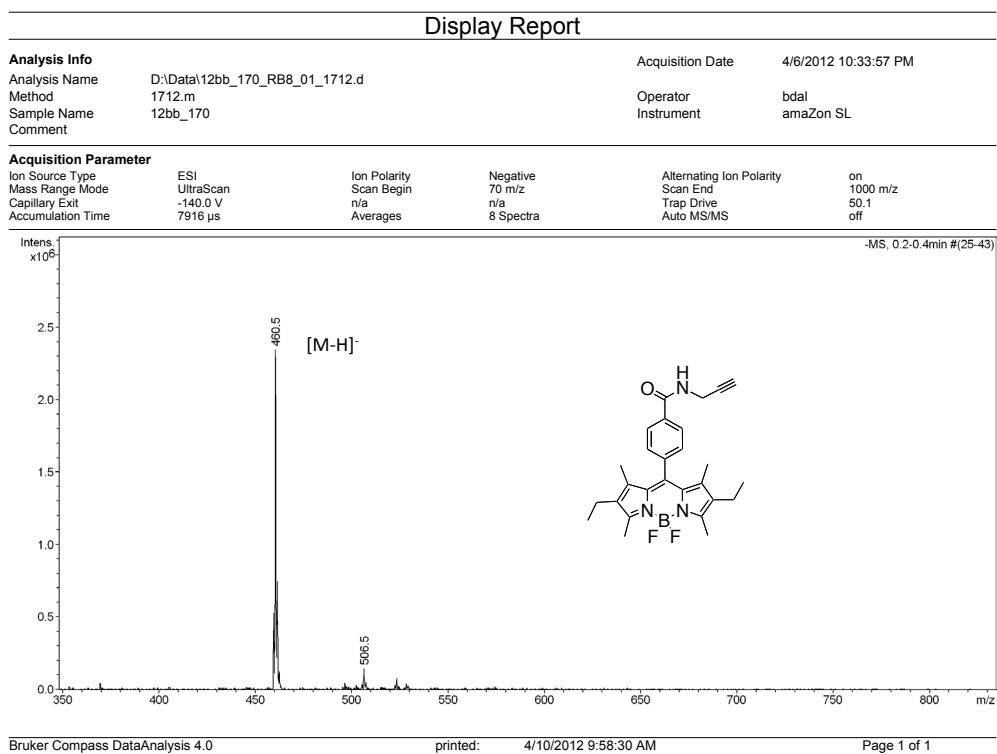 Display Report
Analysis Info
Acquisition Date 4/6/2012 10:33:57 PM
Analysis Name D:\Data\12bb_170_RB8_01_1712.d
Method 1712.m Operator bdal
Sample Name 12bb_170 Instrument amaZon SL
Comment
Acquisition Parameter
Ion Source Type ESI Ion Polarity Negative Alternating Ion Polarity on
Mass Range Mode UltraScan Scan Begin 70 m/z Scan End 1000 m/z
Capillary Exit -140.0 V n/a n/a Trap Drive 50.1
Accumulation Time 7916 µs Averages 8 Spectra Auto MS/MS off
Intens. -MS, 0.2-0.4min #(25-43)
x10⁶
460.5
2.5
[M-H]⁻
H
O N
2.0
1.5
N N
B
F F
1.0
0.5
506.5
0.0
350 400 450 500 550 600 650 700 750 800 m/z
Bruker Compass DataAnalysis 4.0 printed: 4/10/2012 9:58:30 AM Page 1 of 1